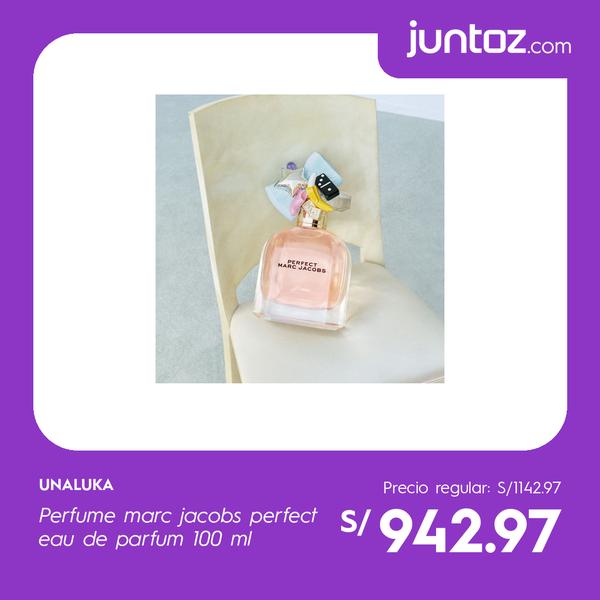 juntoz.com
PERFECT
MARC JACOBS
UNALUKA
Precio regular: S/1142.97
Perfume marc jacobs perfect
eau de parfum 100 ml
S/ 942.97